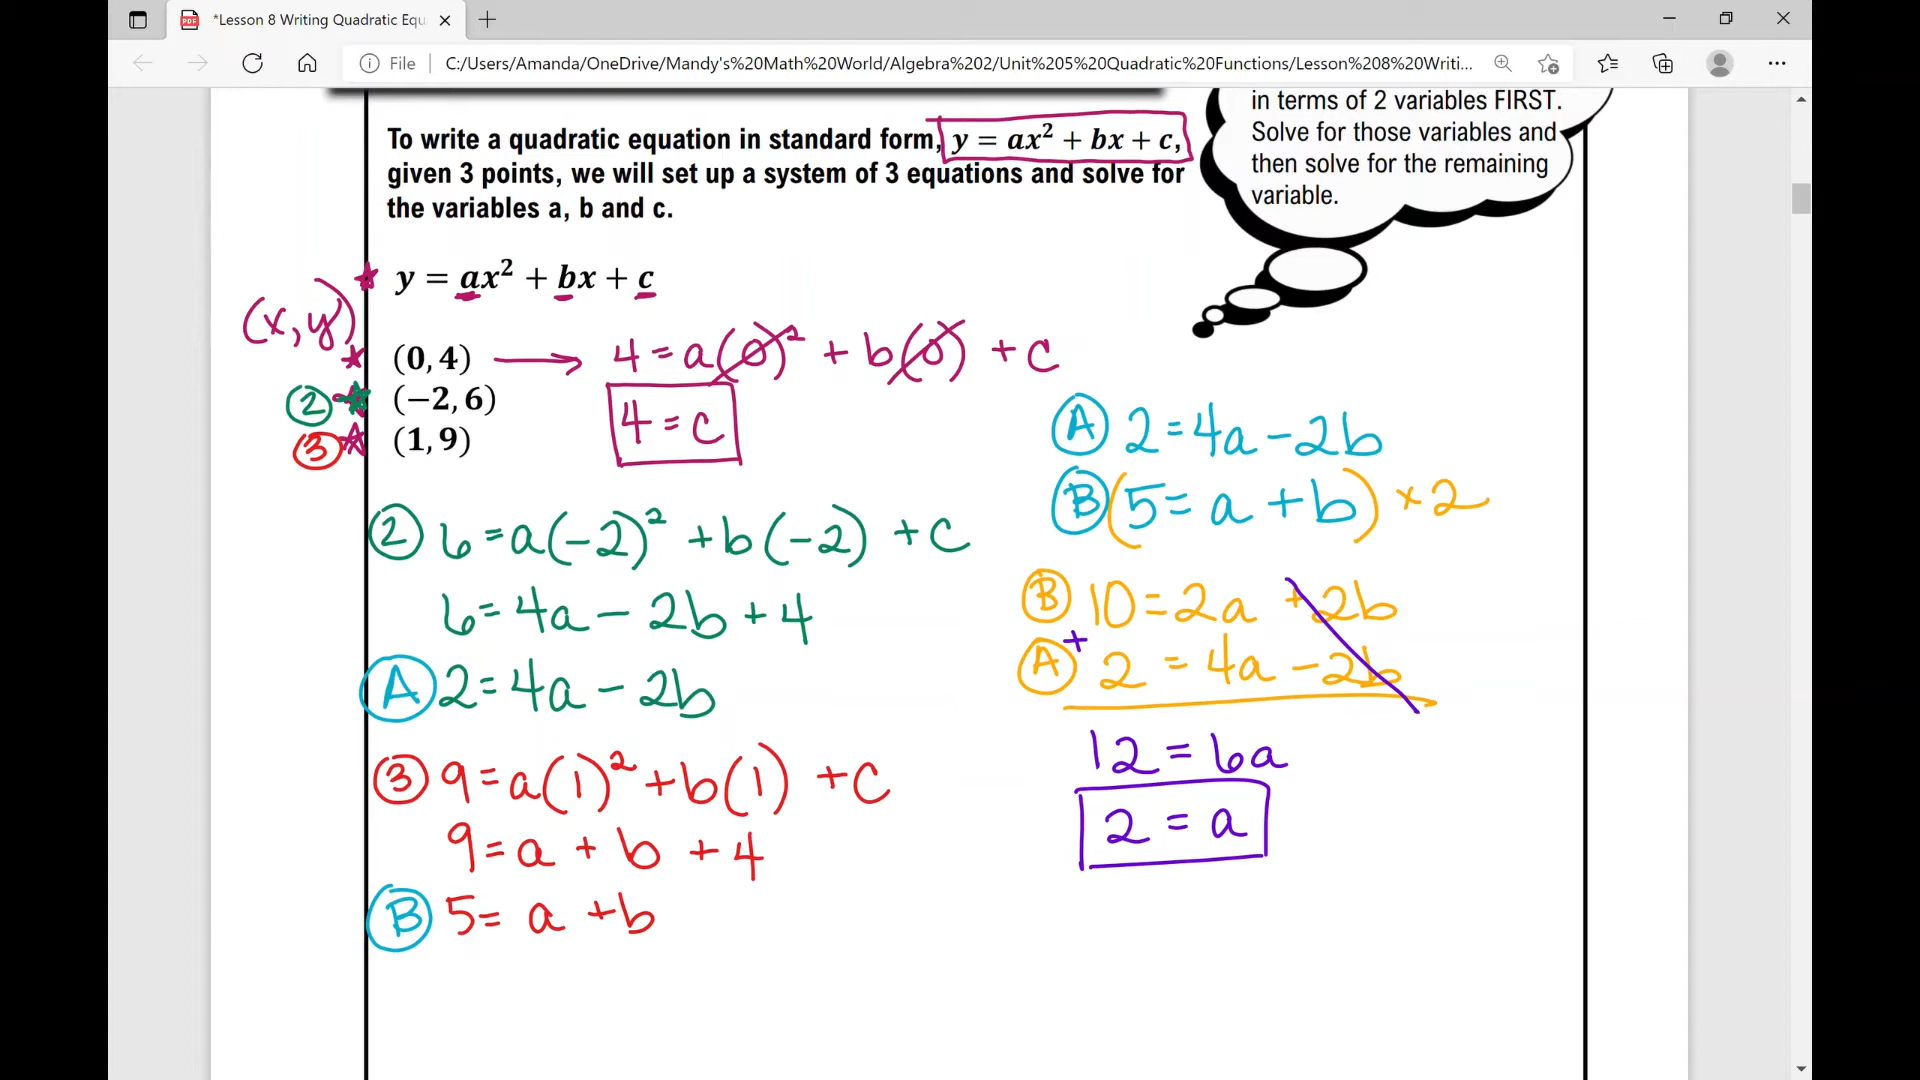 *Lesson 8 Writing Quadratic Equ
File
C:/Users/Amanda/OneDrive/Mandy's%20Math%20World/Algebra%202/Unit%205%20Quadratic%20Functions/Lesson%208%20Writi...
in terms of 2 variables FIRST.
Solve for those variables and
then solve for the remaining
variable.
To write a quadratic equation in standard form, y = ax² + bx + c,
given 3 points, we will set up a system of 3 equations and solve for
the variables a, b and c.
y = ax² + bx + c
(x,y)
(0, 4) → 4 = a(0)² + b(0) + c
② (−2, 6)
③ (1, 9)
4 = c
② 6 = a(-2)² + b(-2) + c
6 = 4a - 2b + 4
Ⓐ 2 = 4a - 2b
③ 9 = a(1)² + b(1) + c
9 = a + b + 4
Ⓑ 5 = a + b
Ⓐ 2 = 4a - 2b
Ⓑ (5 = a + b) × 2
Ⓑ 10 = 2a + 2b
Ⓐ + 2 = 4a - 2b
12 = 6a
2 = a